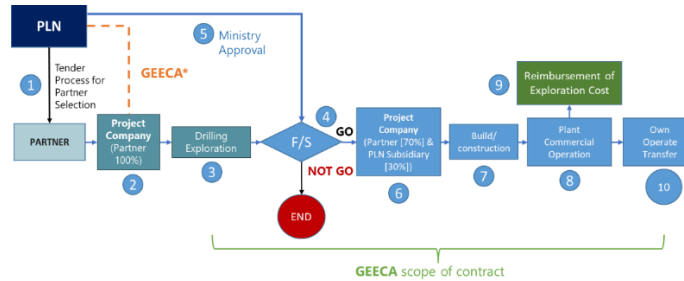 PLN
5
Ministry
Approval
GEECA*
1
Tender
Process for
Partner
Selection
9
Reimbursement of
Exploration Cost
4
PARTNER
Project
Company
(Partner
100%)
Drilling
Exploration
F/S
GO
Project
Company
(Partner [70%] &
PLN Subsidiary
[30%])
Build/
construction
Plant
Commercial
Operation
Own
Operate
Transfer
NOT GO
2
3
6
7
8
10
END
GEECA scope of contract